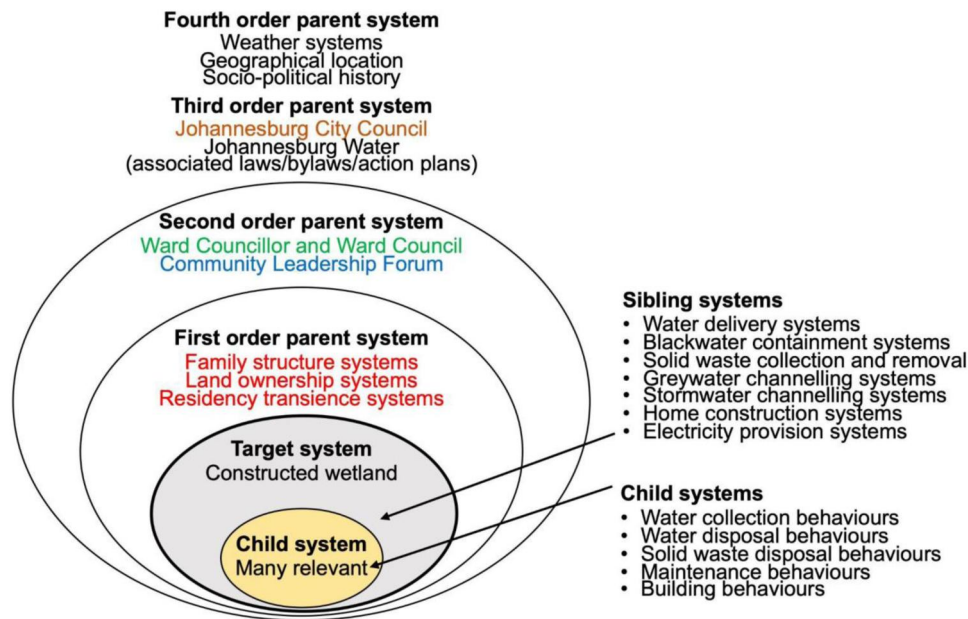 Fourth order parent system
Weather systems
Geographical location
Socio-political history
Third order parent system
Johannesburg City Council
Johannesburg Water
(associated laws/bylaws/action plans)
Second order parent system
Ward Councillor and Ward Council
Community Leadership Forum
First order parent system
Family structure systems
Land ownership systems
Residency transience systems
Target system
Constructed wetland
Child system
Many relevant
Sibling systems
• Water delivery systems
• Blackwater containment systems
• Solid waste collection and removal
• Greywater channelling systems
• Stormwater channelling systems
• Home construction systems
• Electricity provision systems
Child systems
• Water collection behaviours
• Water disposal behaviours
• Solid waste disposal behaviours
• Maintenance behaviours
• Building behaviours